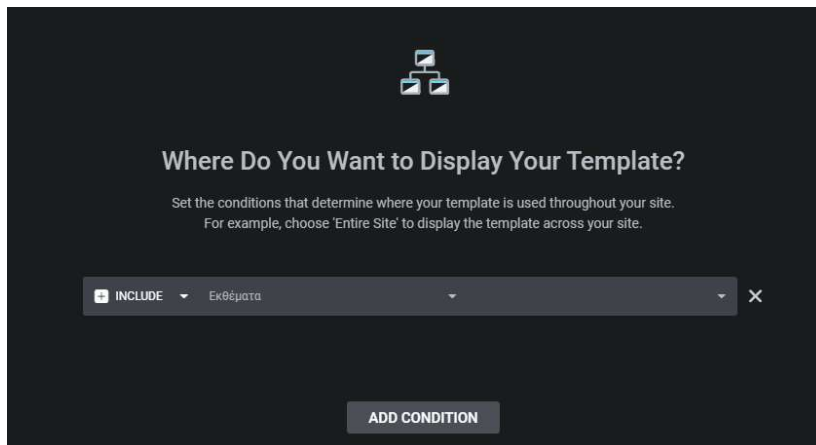 Where Do You Want to Display Your Template?
Set the conditions that determine where your template is used throughout your site.
For example, choose 'Entire Site' to display the template across your site.
INCLUDE Εκθέματα
ADD CONDITION